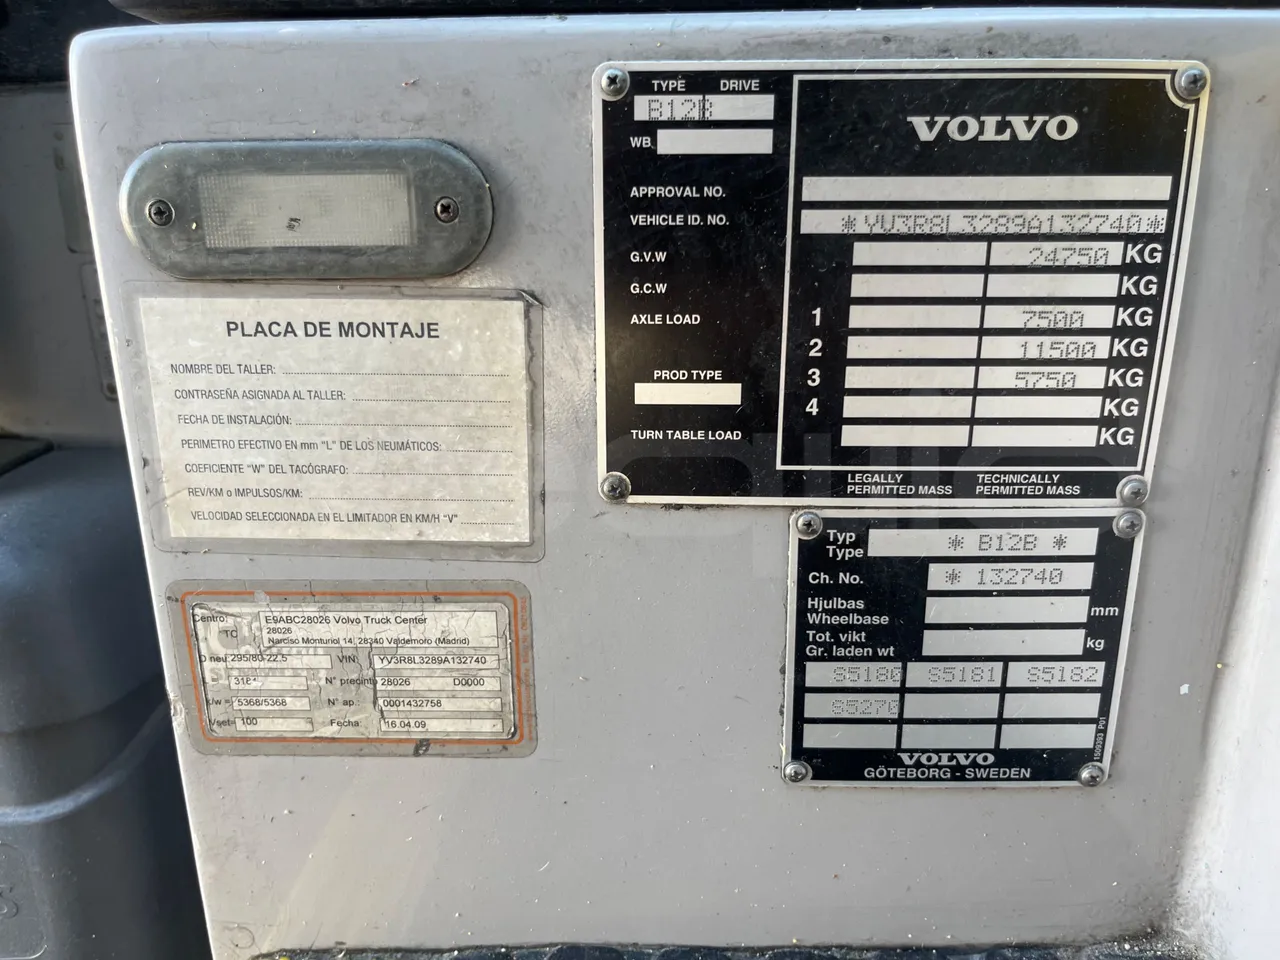 TYPE DRIVE
B12B
WB
VOLVO
APPROVAL NO.
VEHICLE ID. NO. *YV3R8L3289A132740*
G.V.W 24750 KG
G.C.W KG
AXLE LOAD 1 7500 KG
2 11500 KG
PROD TYPE 3 5750 KG
4 KG
TURN TABLE LOAD KG
LEGALLY PERMITTED MASS
TECHNICALLY PERMITTED MASS
PLACA DE MONTAJE
NOMBRE DEL TALLER:
CONTRASEÑA ASIGNADA AL TALLER:
FECHA DE INSTALACIÓN:
PERIMETRO EFECTIVO EN mm "L" DE LOS NEUMÁTICOS:
COEFICIENTE "W" DEL TACÓGRAFO:
REV/KM o IMPULSOS/KM:
VELOCIDAD SELECCIONADA EN EL LIMITADOR EN KM/H "V"
Centro: E9ABC28026 Volvo Truck Center
TC 28026
Narciso Monturiol 14, 28340 Valdemoro (Madrid)
D neu 295/80-22.5 VIN: YV3R8L3289A132740
N° precinto 28026 D0000
5368/5368 N° ap.: 0001432758
Vset= 100 Fecha: 16.04.09
Typ
Type * B12B *
Ch. No. * 132740
Hjulbas
Wheelbase mm
Tot. vikt
Gr. laden wt kg
S5180 S5181 S5182
S5270
VOLVO
GÖTEBORG - SWEDEN
1509393 P01